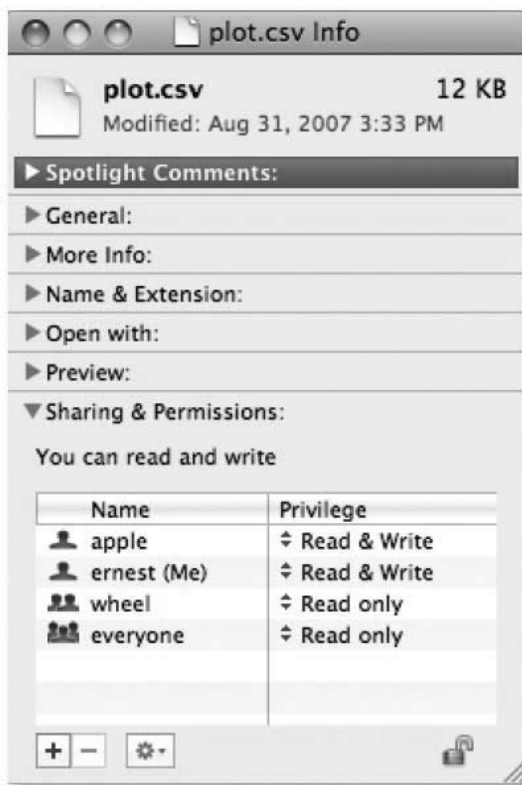 plot.csv Info
plot.csv 12 KB
Modified: Aug 31, 2007 3:33 PM
Spotlight Comments:
General:
More Info:
Name & Extension:
Open with:
Preview:
Sharing & Permissions:
You can read and write
Name Privilege
apple Read & Write
ernest (Me) Read & Write
wheel Read only
everyone Read only